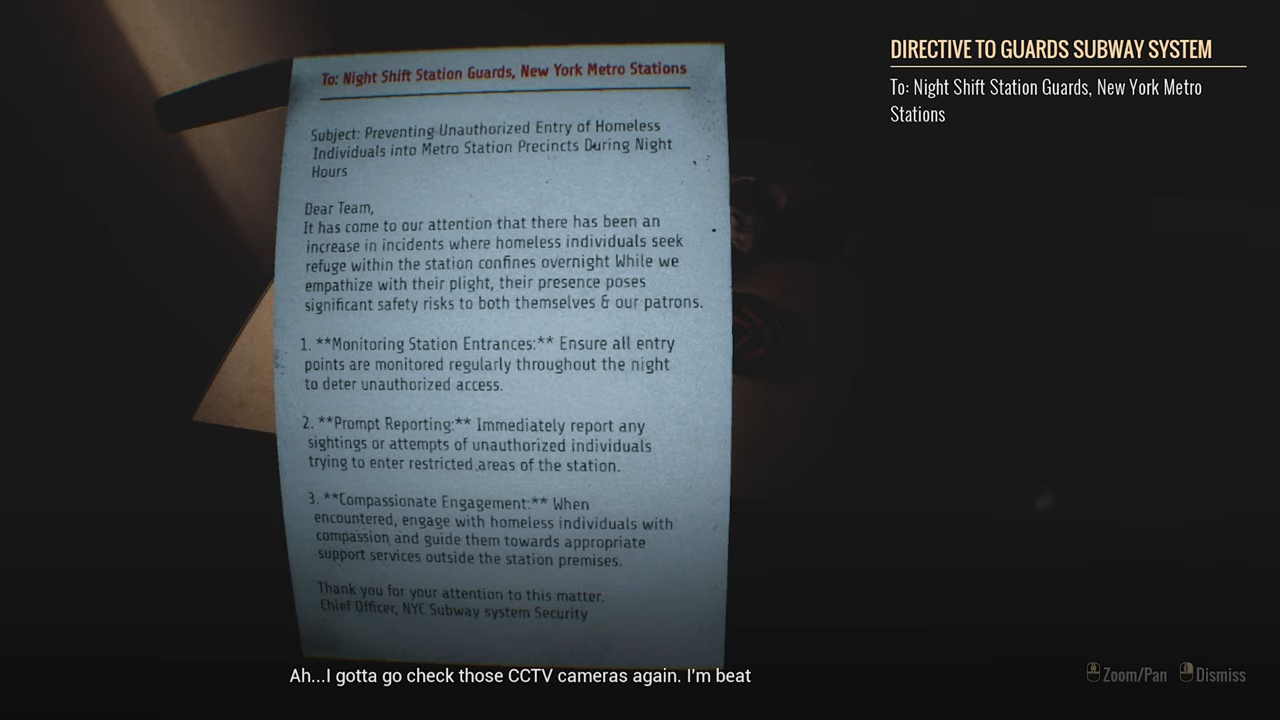 To: Night Shift Station Guards, New York Metro Stations
Subject: Preventing Unauthorized Entry of Homeless
Individuals into Metro Station Precincts During Night
Hours
Dear Team,
It has come to our attention that there has been an
increase in incidents where homeless individuals seek
refuge within the station confines overnight While we
empathize with their plight, their presence poses
significant safety risks to both themselves & our patrons.
1. **Monitoring Station Entrances:** Ensure all entry
points are monitored regularly throughout the night
to deter unauthorized access.
2. **Prompt Reporting:** Immediately report any
sightings or attempts of unauthorized individuals
trying to enter restricted areas of the station.
3. **Compassionate Engagement:** When
encountered, engage with homeless individuals with
compassion and guide them towards appropriate
support services outside the station premises.
Thank you for your attention to this matter.
Chief Officer, NYC Subway system Security
DIRECTIVE TO GUARDS SUBWAY SYSTEM
To: Night Shift Station Guards, New York Metro
Stations
Ah...I gotta go check those CCTV cameras again. I'm beat
Zoom/Pan Dismiss